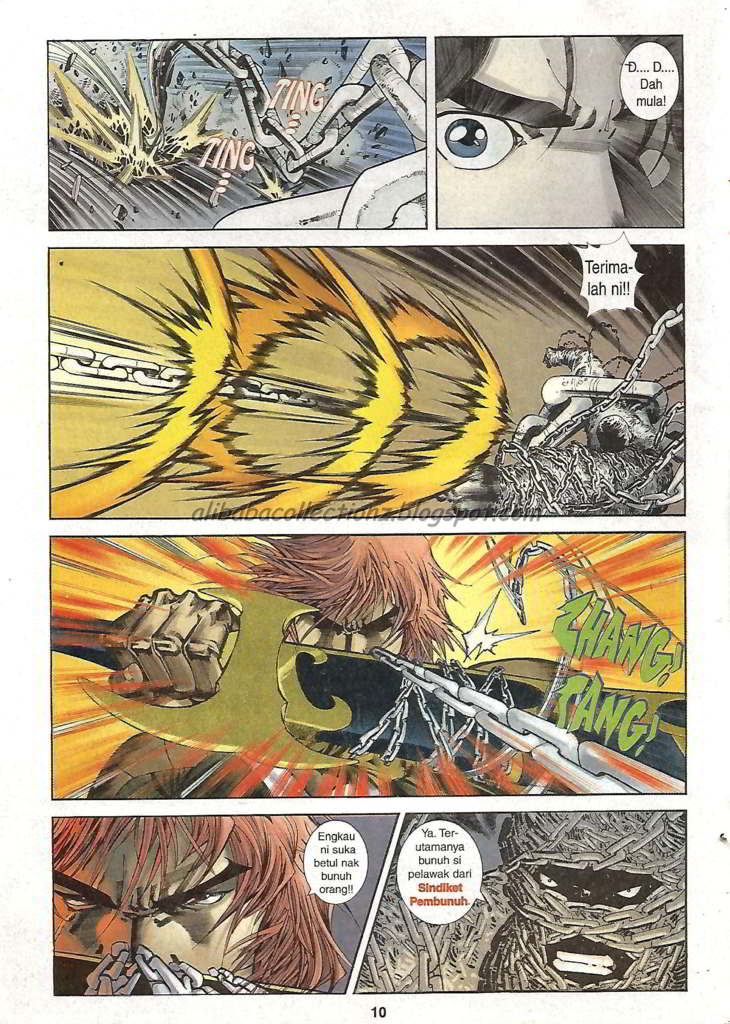 TING
TING
D.... D....
Dah
mula!
Terima-
lah ni!!
alibabacollectionz.blogspot.com
ZHANG!
TANG!
Engkau
ni suka
betul nak
bunuh
orang!!
Ya. Ter-
utamanya
bunuh si
pelawak dari
Sindiket
Pembunuh.
10